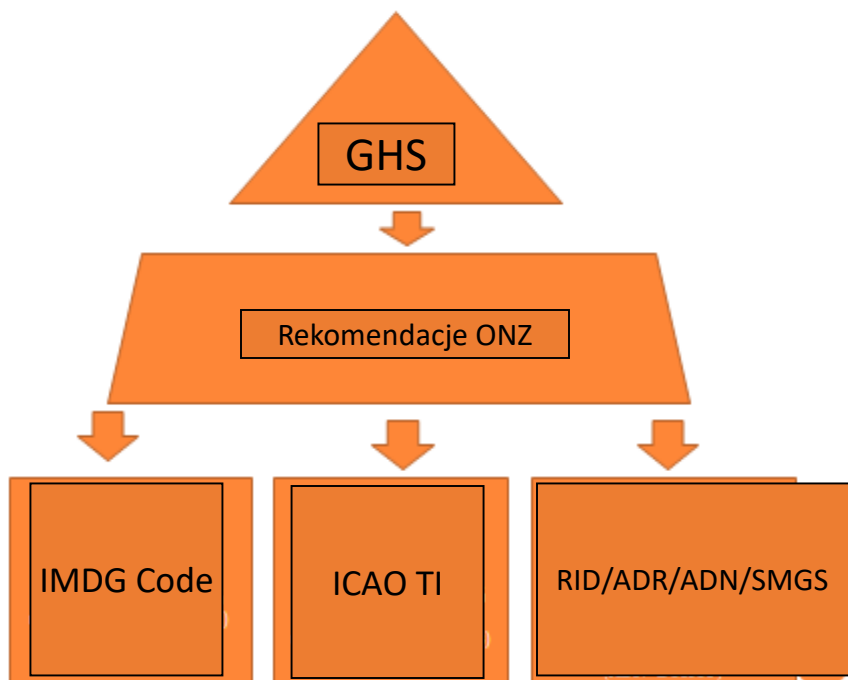 GHS
Rekomendacje ONZ
IMDG Code
ICAO TI
RID/ADR/ADN/SMGS